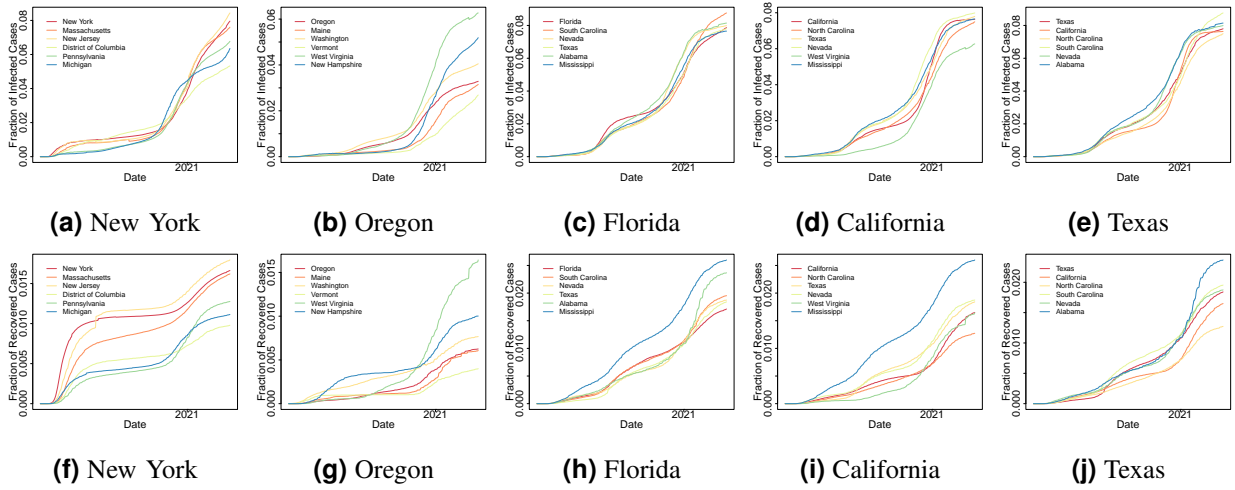 Fraction of Infected Cases
0.00 0.02 0.04 0.06 0.08
New York
Massachusetts
New Jersey
District of Columbia
Pennsylvania
Michigan
2021
Date
(a) New York
Fraction of Infected Cases
0.00 0.02 0.04 0.06
Oregon
Maine
Washington
Vermont
West Virginia
New Hampshire
2021
Date
(b) Oregon
Fraction of Infected Cases
0.00 0.02 0.04 0.06 0.08
Florida
South Carolina
Nevada
Texas
Alabama
Mississippi
2021
Date
(c) Florida
Fraction of Infected Cases
0.00 0.02 0.04 0.06 0.08
California
North Carolina
Texas
Nevada
West Virginia
Mississippi
2021
Date
(d) California
Fraction of Infected Cases
0.00 0.02 0.04 0.06 0.08
Texas
California
North Carolina
South Carolina
Nevada
Alabama
2021
Date
(e) Texas
Fraction of Recovered Cases
0.000 0.005 0.010 0.015
New York
Massachusetts
New Jersey
District of Columbia
Pennsylvania
Michigan
2021
Date
(f) New York
Fraction of Recovered Cases
0.000 0.005 0.010 0.015
Oregon
Maine
Washington
Vermont
West Virginia
New Hampshire
2021
Date
(g) Oregon
Fraction of Recovered Cases
0.000 0.010 0.020
Florida
South Carolina
Nevada
Texas
Alabama
Mississippi
2021
Date
(h) Florida
Fraction of Recovered Cases
0.000 0.010 0.020
California
North Carolina
Texas
Nevada
West Virginia
Mississippi
2021
Date
(i) California
Fraction of Recovered Cases
0.000 0.010 0.020
Texas
California
North Carolina
South Carolina
Nevada
Alabama
2021
Date
(j) Texas